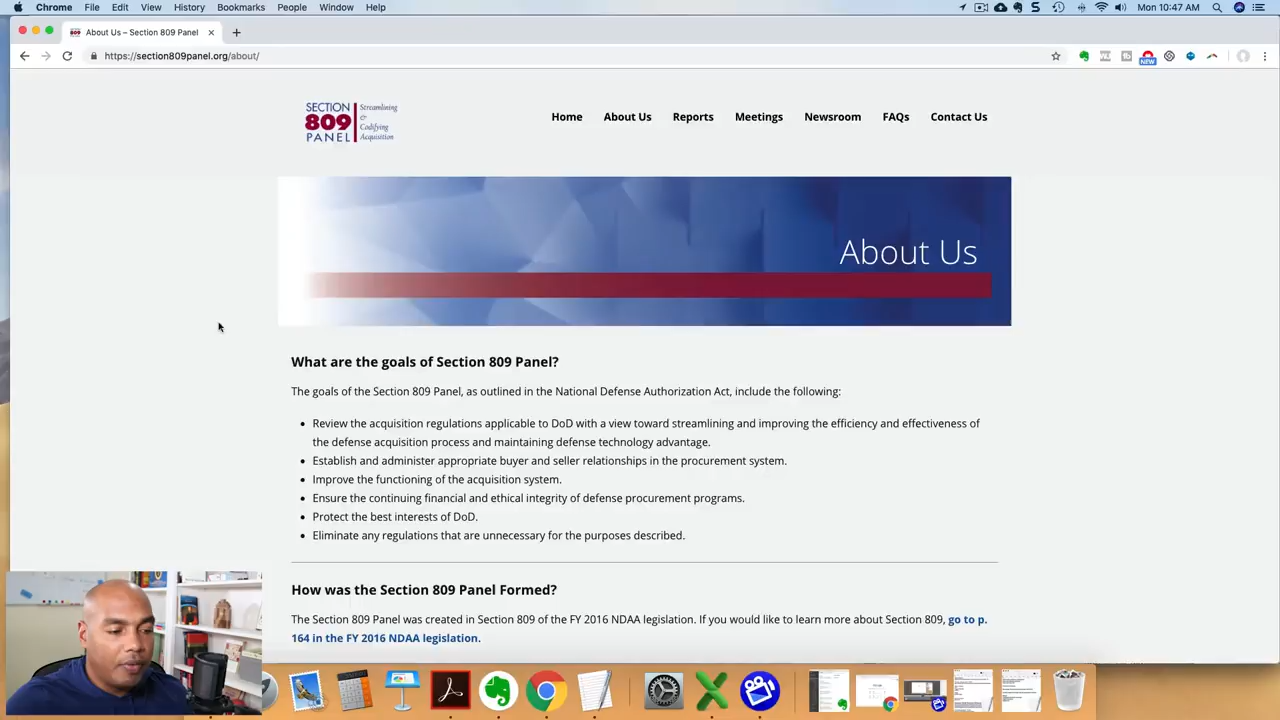 Chrome File Edit View History Bookmarks People Window Help
Mon 10:47 AM
About Us – Section 809 Panel
https://section809panel.org/about/
NEW
SECTION
809
PANEL
Streamlining
&
Codifying
Acquisition
Home About Us Reports Meetings Newsroom FAQs Contact Us
About Us
What are the goals of Section 809 Panel?
The goals of the Section 809 Panel, as outlined in the National Defense Authorization Act, include the following:
• Review the acquisition regulations applicable to DoD with a view toward streamlining and improving the efficiency and effectiveness of
the defense acquisition process and maintaining defense technology advantage.
• Establish and administer appropriate buyer and seller relationships in the procurement system.
• Improve the functioning of the acquisition system.
• Ensure the continuing financial and ethical integrity of defense procurement programs.
• Protect the best interests of DoD.
• Eliminate any regulations that are unnecessary for the purposes described.
How was the Section 809 Panel Formed?
The Section 809 Panel was created in Section 809 of the FY 2016 NDAA legislation. If you would like to learn more about Section 809, go to p.
164 in the FY 2016 NDAA legislation.